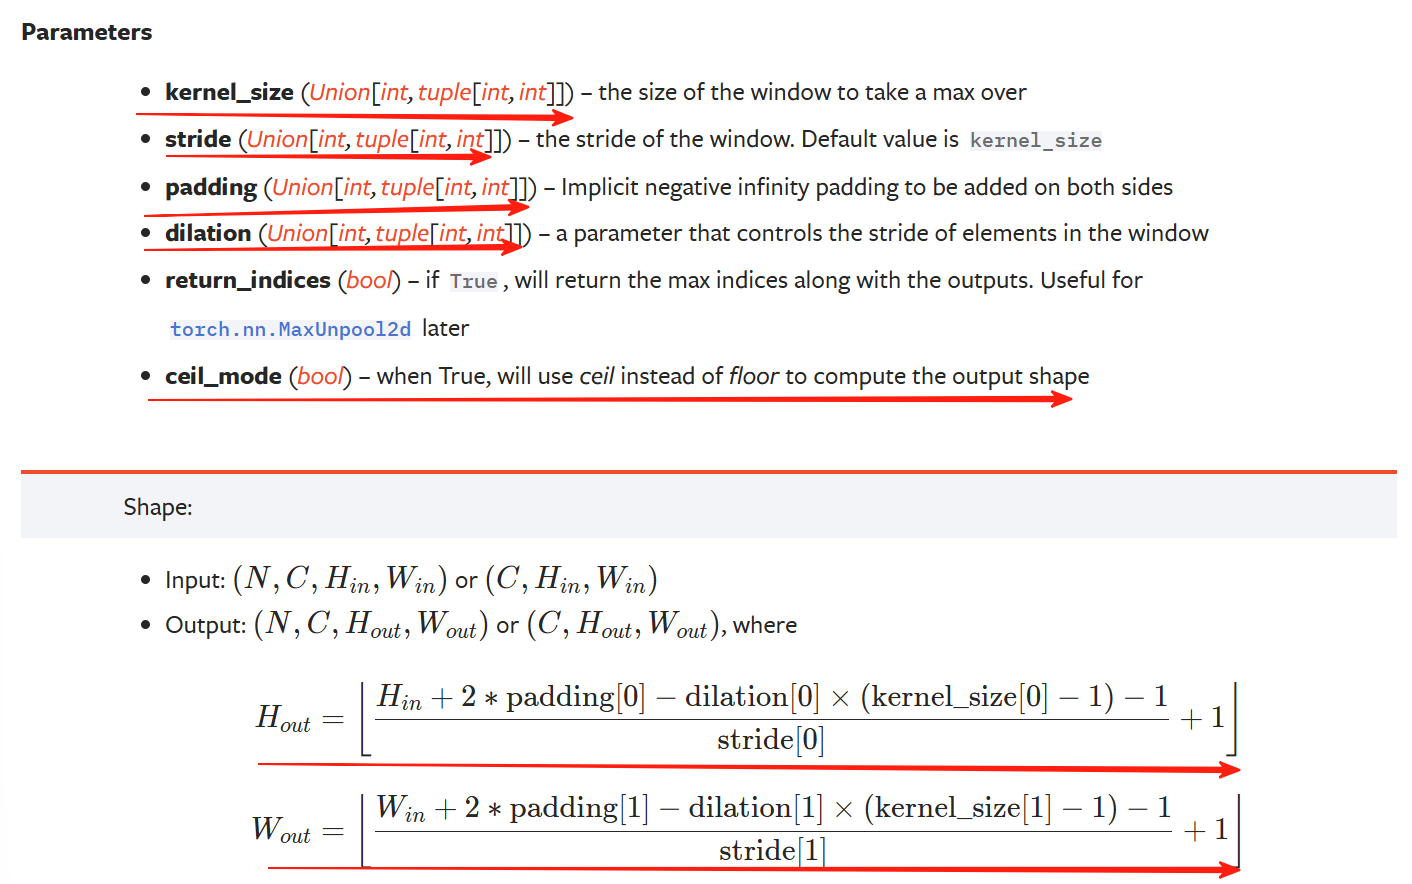 Parameters
• kernel_size (Union[int, tuple[int, int]]) – the size of the window to take a max over
• stride (Union[int, tuple[int, int]]) – the stride of the window. Default value is kernel_size
• padding (Union[int, tuple[int, int]]) – Implicit negative infinity padding to be added on both sides
• dilation (Union[int, tuple[int, int]]) – a parameter that controls the stride of elements in the window
• return_indices (bool) – if True, will return the max indices along with the outputs. Useful for
torch.nn.MaxUnpool2d later
• ceil_mode (bool) – when True, will use ceil instead of floor to compute the output shape
Shape:
• Input: $(N, C, H_{in}, W_{in})$ or $(C, H_{in}, W_{in})$
• Output: $(N, C, H_{out}, W_{out})$ or $(C, H_{out}, W_{out})$, where
$H_{out} = \left\lfloor \frac{H_{in} + 2 * \text{padding}[0] - \text{dilation}[0] \times (\text{kernel\_size}[0] - 1) - 1}{\text{stride}[0]} + 1 \right\rfloor$
$W_{out} = \left\lfloor \frac{W_{in} + 2 * \text{padding}[1] - \text{dilation}[1] \times (\text{kernel\_size}[1] - 1) - 1}{\text{stride}[1]} + 1 \right\rfloor$